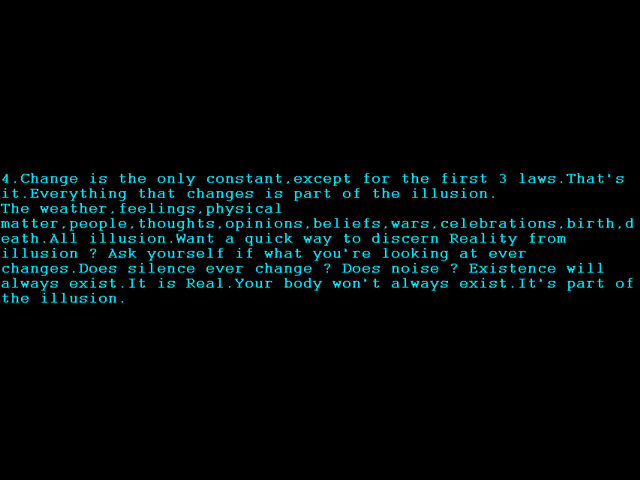 4.Change is the only constant,except for the first 3 laws.That's
it.Everything that changes is part of the illusion.
The weather,feelings,physical
matter,people,thoughts,opinions,beliefs,wars,celebrations,birth,d
eath.All illusion.Want a quick way to discern Reality from
illusion ? Ask yourself if what you're looking at ever
changes.Does silence ever change ? Does noise ? Existence will
always exist.It is Real.Your body won't always exist.It's part of
the illusion.